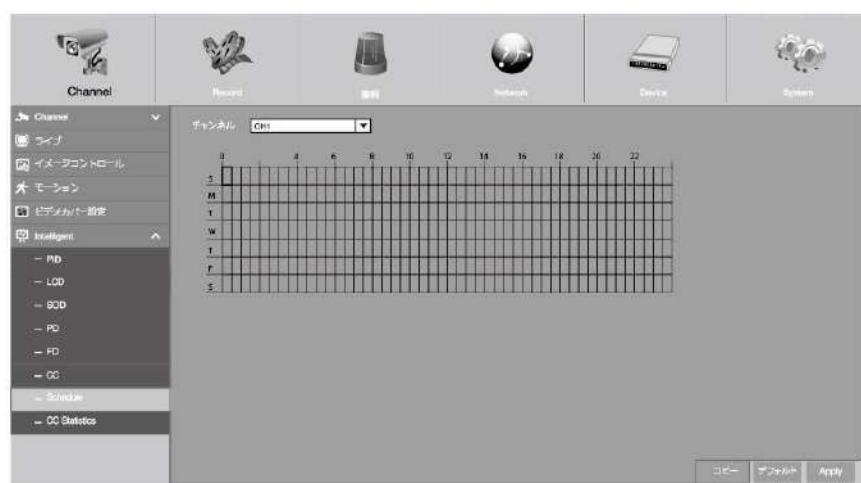 Channel Record 警報 Network Device System
Channel
ライブ
イメージコントロール
モーション
ビデオカバー設定
Intelligent
PID
LCD
SOD
PD
FD
CC
Schedule
CC Statistics
チャンネル CH1
0 4 6 8 10 12 14 16 18 20 22
S
M
T
W
T
F
S
コピー デフォルト Apply